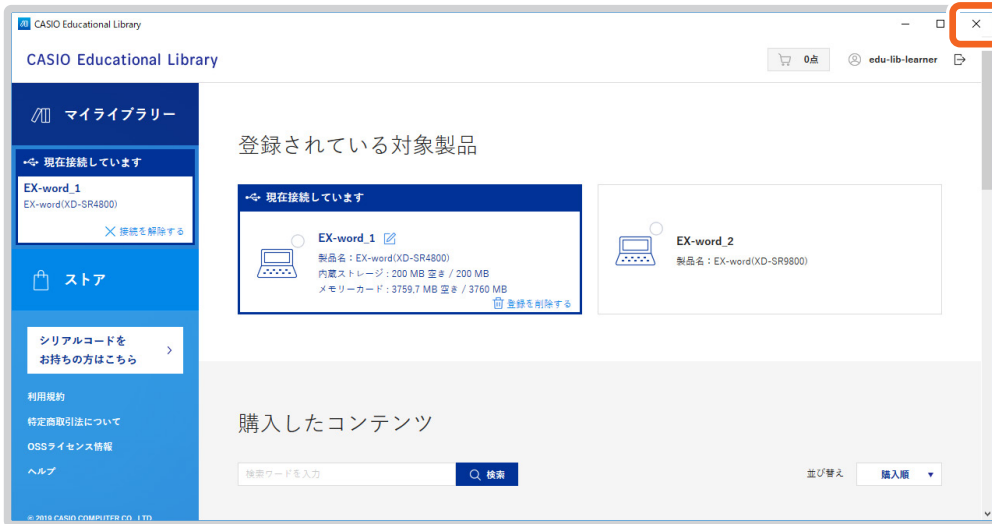 CASIO Educational Library
CASIO Educational Library
0点
edu-lib-learner
マイライブラリー
現在接続しています
EX-word_1
EX-word(XD-SR4800)
接続を解除する
ストア
シリアルコードを
お持ちの方はこちら
利用規約
特定商取引法について
OSSライセンス情報
ヘルプ
© 2019 CASIO COMPUTER CO., LTD.
登録されている対象製品
現在接続しています
EX-word_1
製品名：EX-word(XD-SR4800)
内蔵ストレージ：200 MB 空き / 200 MB
メモリーカード：3759.7 MB 空き / 3760 MB
登録を削除する
EX-word_2
製品名：EX-word(XD-SR9800)
購入したコンテンツ
検索ワードを入力
検索
並び替え
購入順